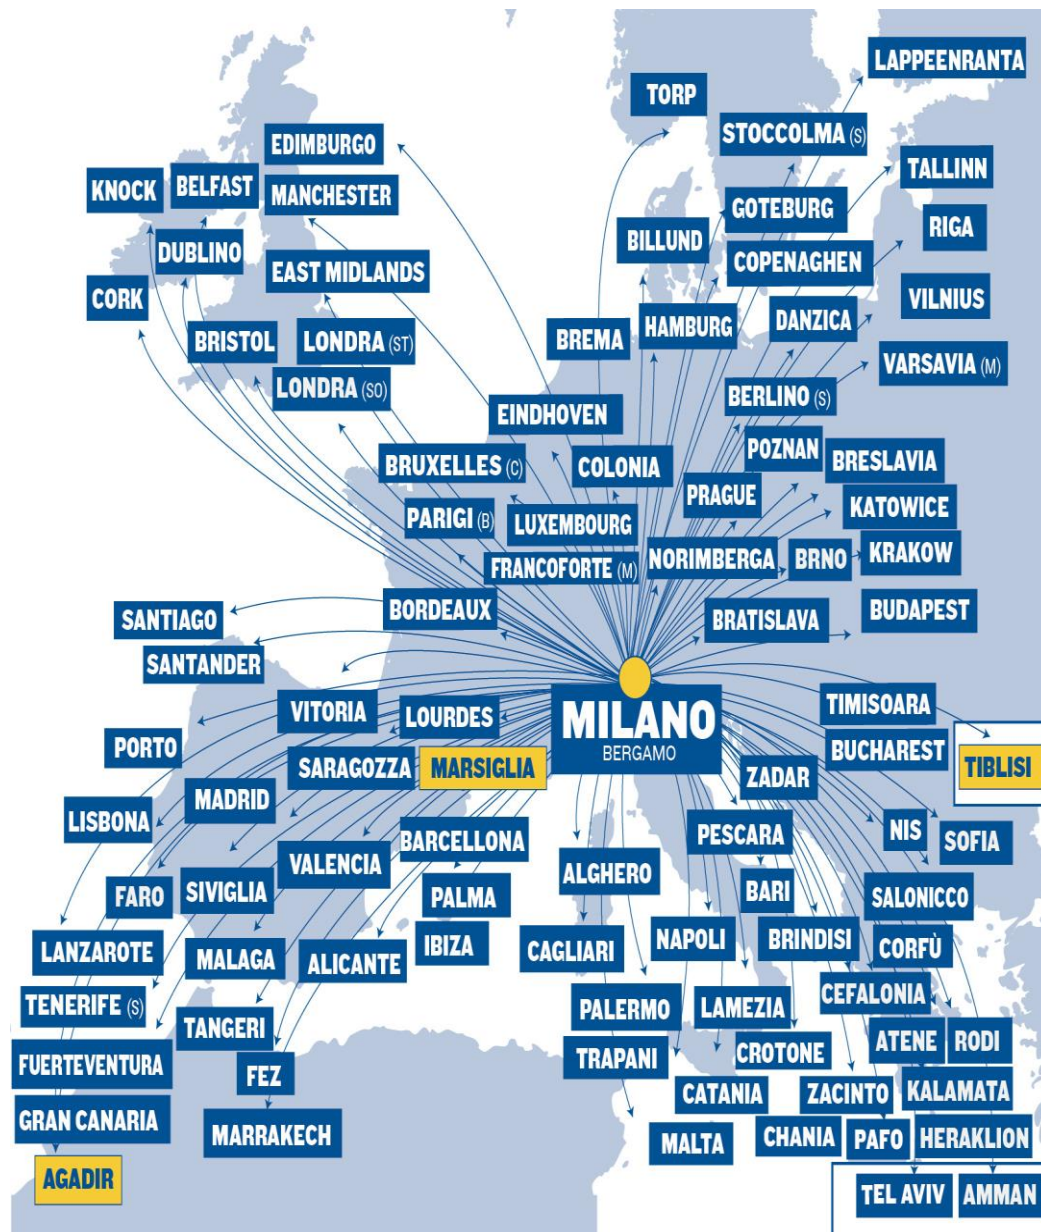 LAPPEENRANTA
TORP
STOCCOLMA (S)
EDIMBURGO
TALLINN
KNOCK
BELFAST
MANCHESTER
GOTEBURG
RIGA
BILLUND
DUBLINO
COPENAGHEN
EAST MIDLANDS
CORK
VILNIUS
HAMBURG
DANZICA
BREMA
BRISTOL
LONDRA (ST)
VARSAVIA (M)
LONDRA (SO)
BERLINO (S)
EINDHOVEN
POZNAN
BRESLAVIA
BRUXELLES (C)
COLONIA
PRAGUE
KATOWICE
PARIGI (B)
LUXEMBOURG
NORIMBERGA
BRNO
KRAKOW
FRANCOFORTE (M)
BORDEAUX
BUDAPEST
SANTIAGO
BRATISLAVA
SANTANDER
TIMISOARA
VITORIA
LOURDES
MILANO
BERGAMO
PORTO
BUCHAREST
SARAGOZZA
MARSIGLIA
ZADAR
TIBLISI
MADRID
LISBONA
BARCELLONA
PESCARA
NIS
SOFIA
VALENCIA
ALGHERO
FARO
SIVIGLIA
PALMA
BARI
SALONICCO
LANZAROTE
MALAGA
ALICANTE
IBIZA
CAGLIARI
NAPOLI
BRINDISI
CORFÙ
TENERIFE (S)
CEFALONIA
TANGERI
PALERMO
LAMEZIA
FUERTEVENTURA
FEZ
TRAPANI
CROTONE
ATENE
RODI
GRAN CANARIA
CATANIA
ZACINTO
KALAMATA
MARRAKECH
MALTA
CHANIA
PAFO
HERAKLION
AGADIR
TEL AVIV
AMMAN